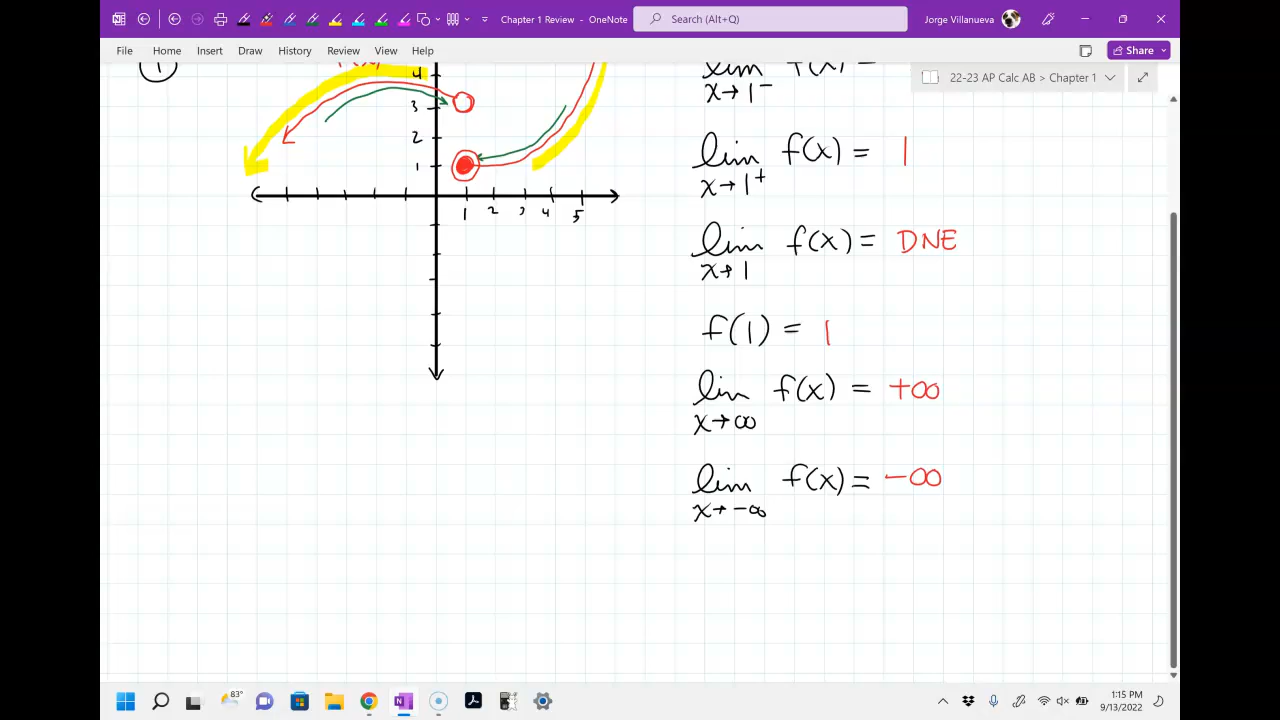 Chapter 1 Review - OneNote
Search (Alt+Q)
Jorge Villanueva
File Home Insert Draw History Review View Help
Share
22-23 AP Calc AB > Chapter 1
1
4
3
2
1
1 2 3 4 5
lim f(x) =
x→1⁻
lim f(x) = 1
x→1⁺
lim f(x) = DNE
x→1
f(1) = 1
lim f(x) = +∞
x→∞
lim f(x) = -∞
x→-∞
83°
1:15 PM
9/13/2022